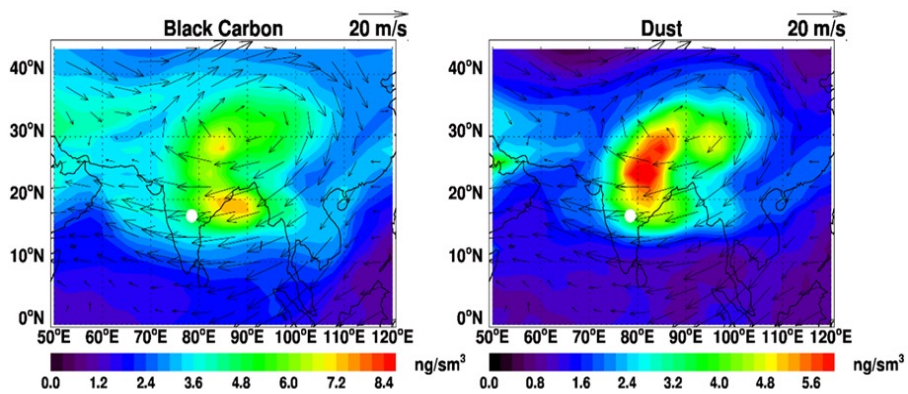 Black Carbon 20 m/s
40°N
30°N
20°N
10°N
0°N
50°E 60°E 70°E 80°E 90°E 100°E 120°E
0.0 1.2 2.4 3.6 4.8 6.0 7.2 8.4 ng/sm³
Dust 20 m/s
40°N
30°N
20°N
10°N
0°N
50°E 60°E 70°E 80°E 90°E 100°E 120°E
0.0 0.8 1.6 2.4 3.2 4.0 4.8 5.6 ng/sm³